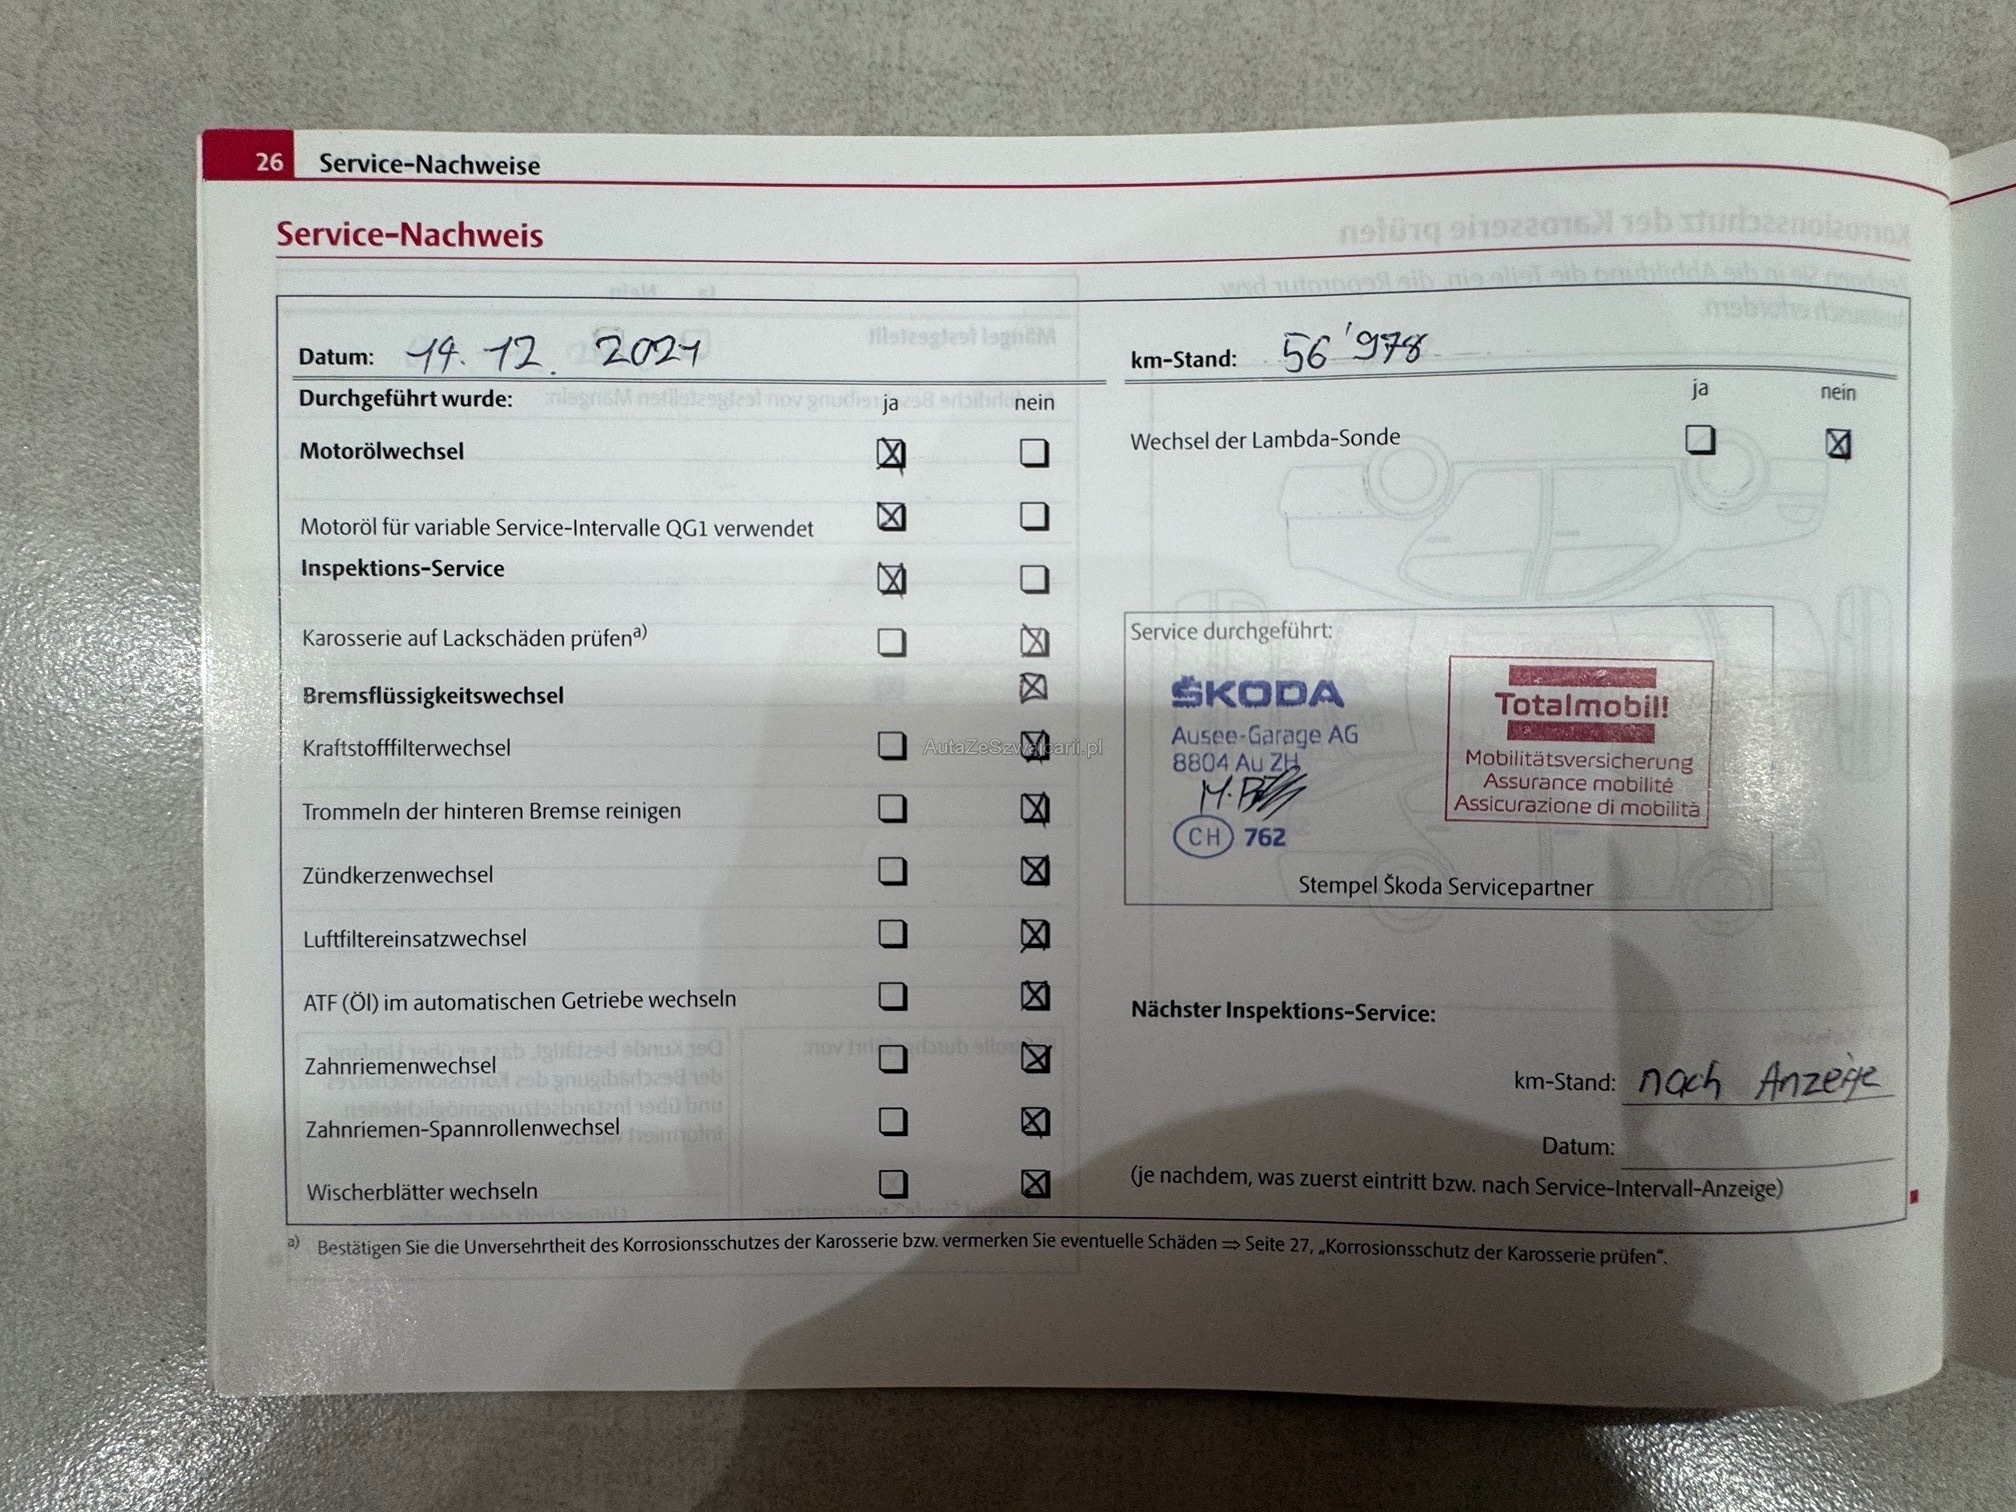 26 Service-Nachweise
Service-Nachweis
Datum: 14. 12. 2021
km-Stand: 56'978
Durchgeführt wurde: ja nein
Motorölwechsel
Motoröl für variable Service-Intervalle QG1 verwendet
Inspektions-Service
Karosserie auf Lackschäden prüfena)
Bremsflüssigkeitswechsel
Kraftstofffilterwechsel
Trommeln der hinteren Bremse reinigen
Zündkerzenwechsel
Luftfiltereinsatzwechsel
ATF (Öl) im automatischen Getriebe wechseln
Zahnriemenwechsel
Zahnriemen-Spannrollenwechsel
Wischerblätter wechseln
ja nein
Wechsel der Lambda-Sonde
Service durchgeführt:
ŠKODA
Ausee-Garage AG
8804 Au ZH
CH 762
Totalmobil!
Mobilitätsversicherung
Assurance mobilité
Assicurazione di mobilità
Stempel Škoda Servicepartner
Nächster Inspektions-Service:
km-Stand: nach Anzeige
Datum:
(je nachdem, was zuerst eintritt bzw. nach Service-Intervall-Anzeige)
a) Bestätigen Sie die Unversehrtheit des Korrosionsschutzes der Karosserie bzw. vermerken Sie eventuelle Schäden ⇒ Seite 27, „Korrosionsschutz der Karosserie prüfen“.
AutaZeSzwajcarii.pl